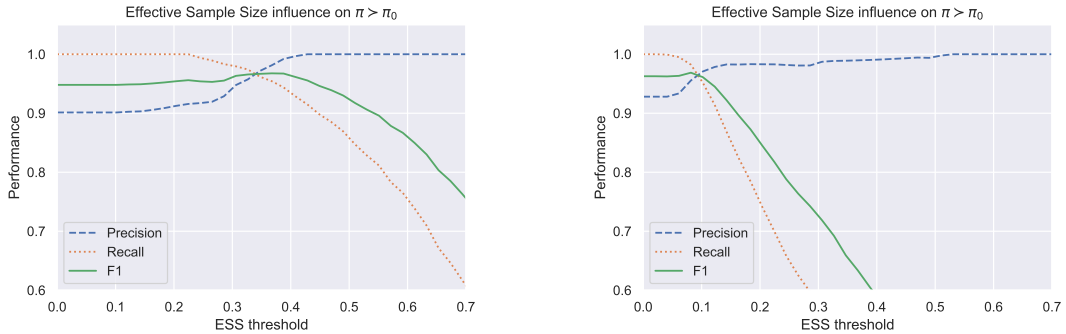 Effective Sample Size influence on π ≻ π₀
1.0
0.9
0.8
0.7
0.6
Performance
Precision
Recall
F1
0.0 0.1 0.2 0.3 0.4 0.5 0.6 0.7
ESS threshold
Effective Sample Size influence on π ≻ π₀
1.0
0.9
0.8
0.7
0.6
Performance
Precision
Recall
F1
0.0 0.1 0.2 0.3 0.4 0.5 0.6 0.7
ESS threshold